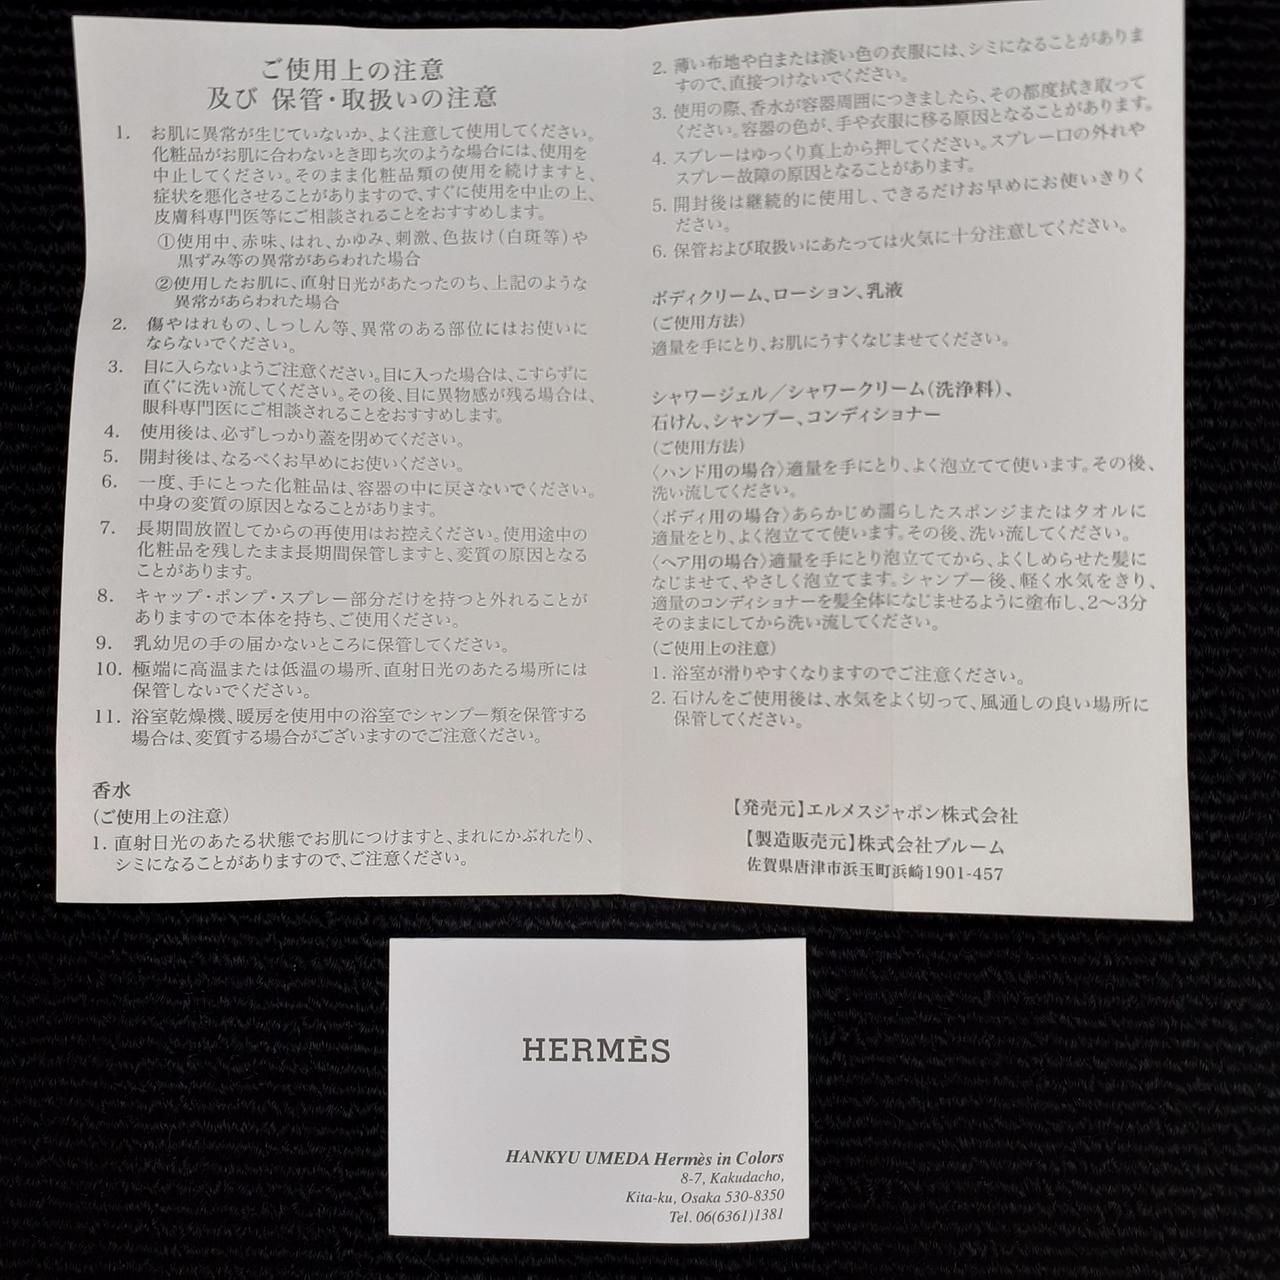 ご使用上の注意
及び 保管・取扱いの注意
1. お肌に異常が生じていないか、よく注意して使用してください。
化粧品がお肌に合わないとき即ち次のような場合には、使用を
中止してください。そのまま化粧品類の使用を続けますと、
症状を悪化させることがありますので、すぐに使用を中止の上、
皮膚科専門医等にご相談されることをおすすめします。
①使用中、赤味、はれ、かゆみ、刺激、色抜け(白斑等)や
黒ずみ等の異常があらわれた場合
②使用したお肌に、直射日光があたったのち、上記のような
異常があらわれた場合
2. 傷やはれもの、しっしん等、異常のある部位にはお使いに
ならないでください。
3. 目に入らないようご注意ください。目に入った場合は、こすらずに
直ぐに洗い流してください。その後、目に異物感が残る場合は、
眼科専門医にご相談されることをおすすめします。
4. 使用後は、必ずしっかり蓋を閉めてください。
5. 開封後は、なるべくお早めにお使いください。
6. 一度、手にとった化粧品は、容器の中に戻さないでください。
中身の変質の原因となることがあります。
7. 長期間放置してからの再使用はお控えください。使用途中の
化粧品を残したまま長期間保管しますと、変質の原因となる
ことがあります。
8. キャップ・ポンプ・スプレー部分だけを持つと外れることが
ありますので本体を持ち、ご使用ください。
9. 乳幼児の手の届かないところに保管してください。
10. 極端に高温または低温の場所、直射日光のあたる場所には
保管しないでください。
11. 浴室乾燥機、暖房を使用中の浴室でシャンプー類を保管する
場合は、変質する場合がございますのでご注意ください。
香水
(ご使用上の注意)
1. 直射日光のあたる状態でお肌につけますと、まれにかぶれたり、
シミになることがありますので、ご注意ください。
2. 薄い布地や白または淡い色の衣服には、シミになることがありま
すので、直接つけないでください。
3. 使用の際、香水が容器周囲につきましたら、その都度拭き取って
ください。容器の色が、手や衣服に移る原因となることがあります。
4. スプレーはゆっくり真上から押してください。スプレー口の外れや
スプレー故障の原因となることがあります。
5. 開封後は継続的に使用し、できるだけお早めにお使いきりく
ださい。
6. 保管および取扱いにあたっては火気に十分注意してください。
ボディクリーム、ローション、乳液
(ご使用方法)
適量を手にとり、お肌にうすくなじませてください。
シャワージェル／シャワークリーム(洗浄料)、
石けん、シャンプー、コンディショナー
(ご使用方法)
〈ハンド用の場合〉適量を手にとり、よく泡立てて使います。その後、
洗い流してください。
〈ボディ用の場合〉あらかじめ濡らしたスポンジまたはタオルに
適量をとり、よく泡立てて使います。その後、洗い流してください。
〈ヘア用の場合〉適量を手にとり泡立ててから、よくしめらせた髪に
なじませて、やさしく泡立てます。シャンプー後、軽く水気をきり、
適量のコンディショナーを髪全体になじませるように塗布し、2〜3分
そのままにしてから洗い流してください。
(ご使用上の注意)
1. 浴室が滑りやすくなりますのでご注意ください。
2. 石けんをご使用後は、水気をよく切って、風通しの良い場所に
保管してください。
【発売元】エルメスジャポン株式会社
【製造販売元】株式会社ブルーム
佐賀県唐津市浜玉町浜崎1901-457
HERMÈS
HANKYU UMEDA Hermès in Colors
8-7, Kakudacho,
Kita-ku, Osaka 530-8350
Tel. 06(6361)1381